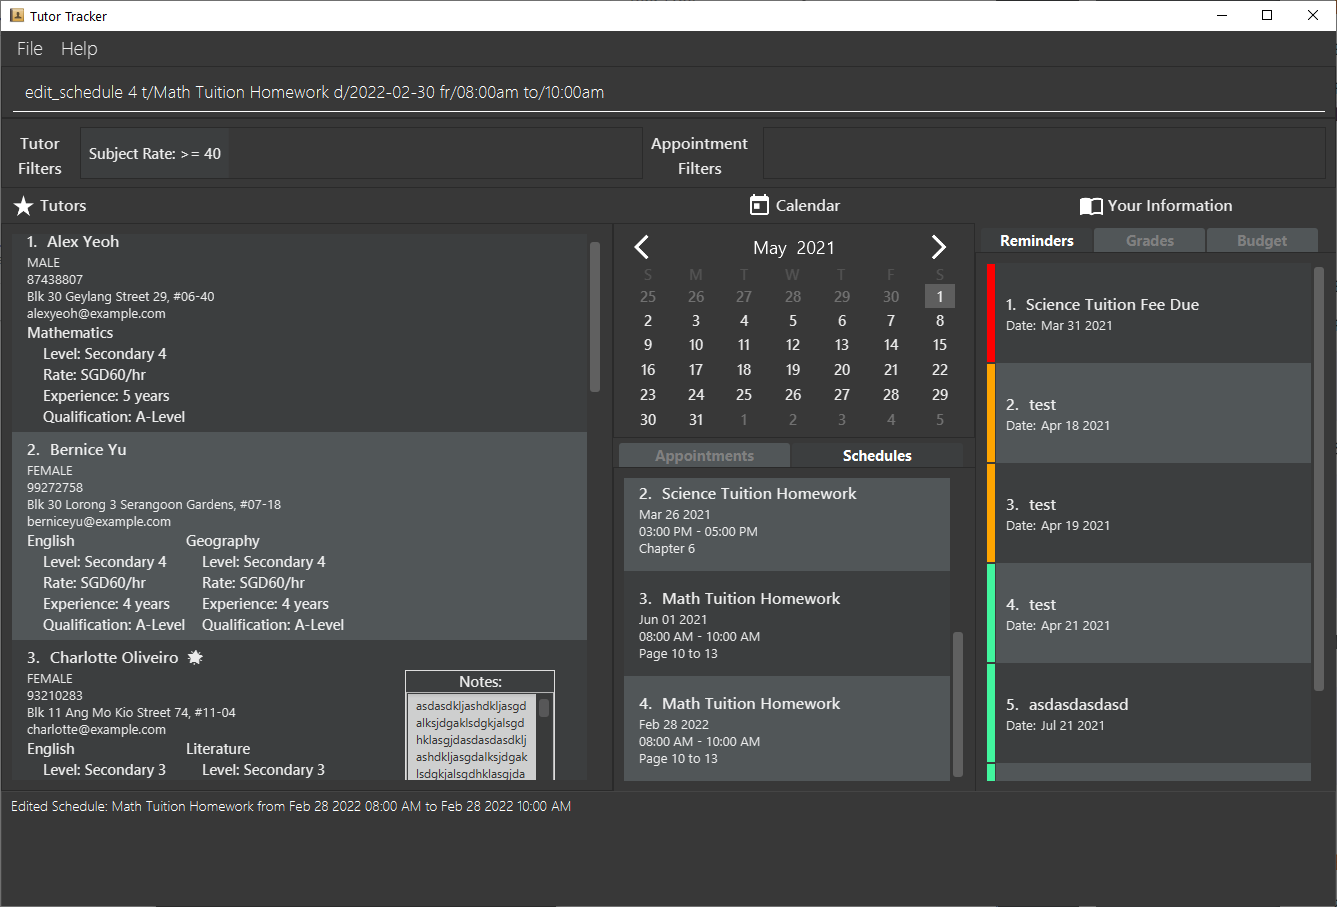 Tutor Tracker
File Help
edit_schedule 4 t/Math Tuition Homework d/2022-02-30 fr/08:00am to/10:00am
Tutor Filters
Subject Rate: >= 40
Appointment Filters
Tutors
1. Alex Yeoh
MALE
87438807
Blk 30 Geylang Street 29, #06-40
alexyeoh@example.com
Mathematics
Level: Secondary 4
Rate: SGD60/hr
Experience: 5 years
Qualification: A-Level
2. Bernice Yu
FEMALE
99272758
Blk 30 Lorong 3 Serangoon Gardens, #07-18
berniceyu@example.com
English Geography
Level: Secondary 4 Level: Secondary 4
Rate: SGD60/hr Rate: SGD60/hr
Experience: 4 years Experience: 4 years
Qualification: A-Level Qualification: A-Level
3. Charlotte Oliveiro
FEMALE
93210283
Blk 11 Ang Mo Kio Street 74, #11-04
charlotte@example.com
English Literature
Level: Secondary 3 Level: Secondary 3
Notes:
asdasdkljashdkljasgd
alksjdgaklsdgkjalsgd
hklasgjdasdasdasdklj
ashdkljasgdalksjdgak
lsdgkjalsgdhklasgjda
Calendar
May 2021
S M T W T F S
25 26 27 28 29 30 1
2 3 4 5 6 7 8
9 10 11 12 13 14 15
16 17 18 19 20 21 22
23 24 25 26 27 28 29
30 31 1 2 3 4 5
Appointments Schedules
2. Science Tuition Homework
Mar 26 2021
03:00 PM - 05:00 PM
Chapter 6
3. Math Tuition Homework
Jun 01 2021
08:00 AM - 10:00 AM
Page 10 to 13
4. Math Tuition Homework
Feb 28 2022
08:00 AM - 10:00 AM
Page 10 to 13
Your Information
Reminders Grades Budget
1. Science Tuition Fee Due
Date: Mar 31 2021
2. test
Date: Apr 18 2021
3. test
Date: Apr 19 2021
4. test
Date: Apr 21 2021
5. asdasdasdasd
Date: Jul 21 2021
Edited Schedule: Math Tuition Homework from Feb 28 2022 08:00 AM to Feb 28 2022 10:00 AM